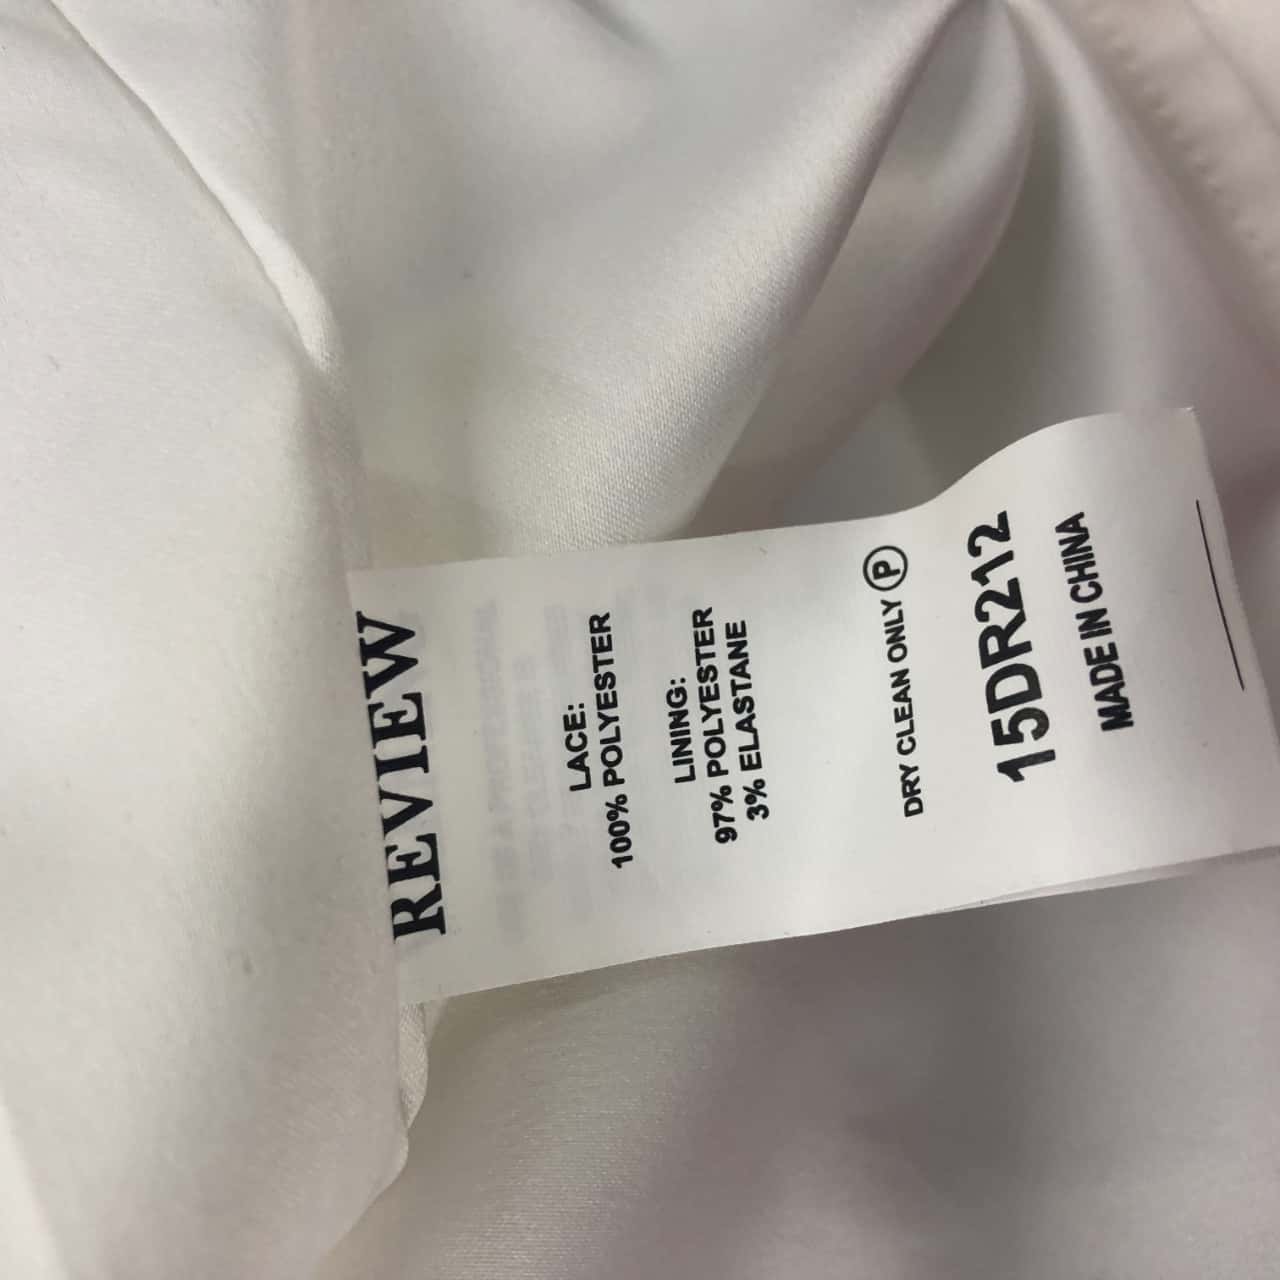 REVIEW
LACE:
100% POLYESTER
LINING:
97% POLYESTER
3% ELASTANE
DRY CLEAN ONLY Ⓟ
15DR212
MADE IN CHINA